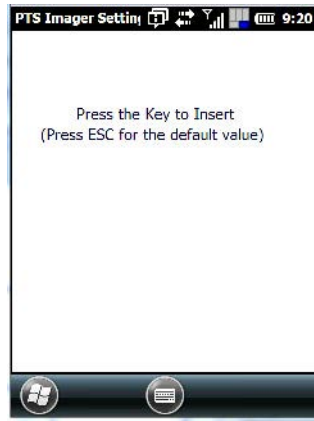 PTS Imager Settin 9:20
Press the Key to Insert
(Press ESC for the default value)